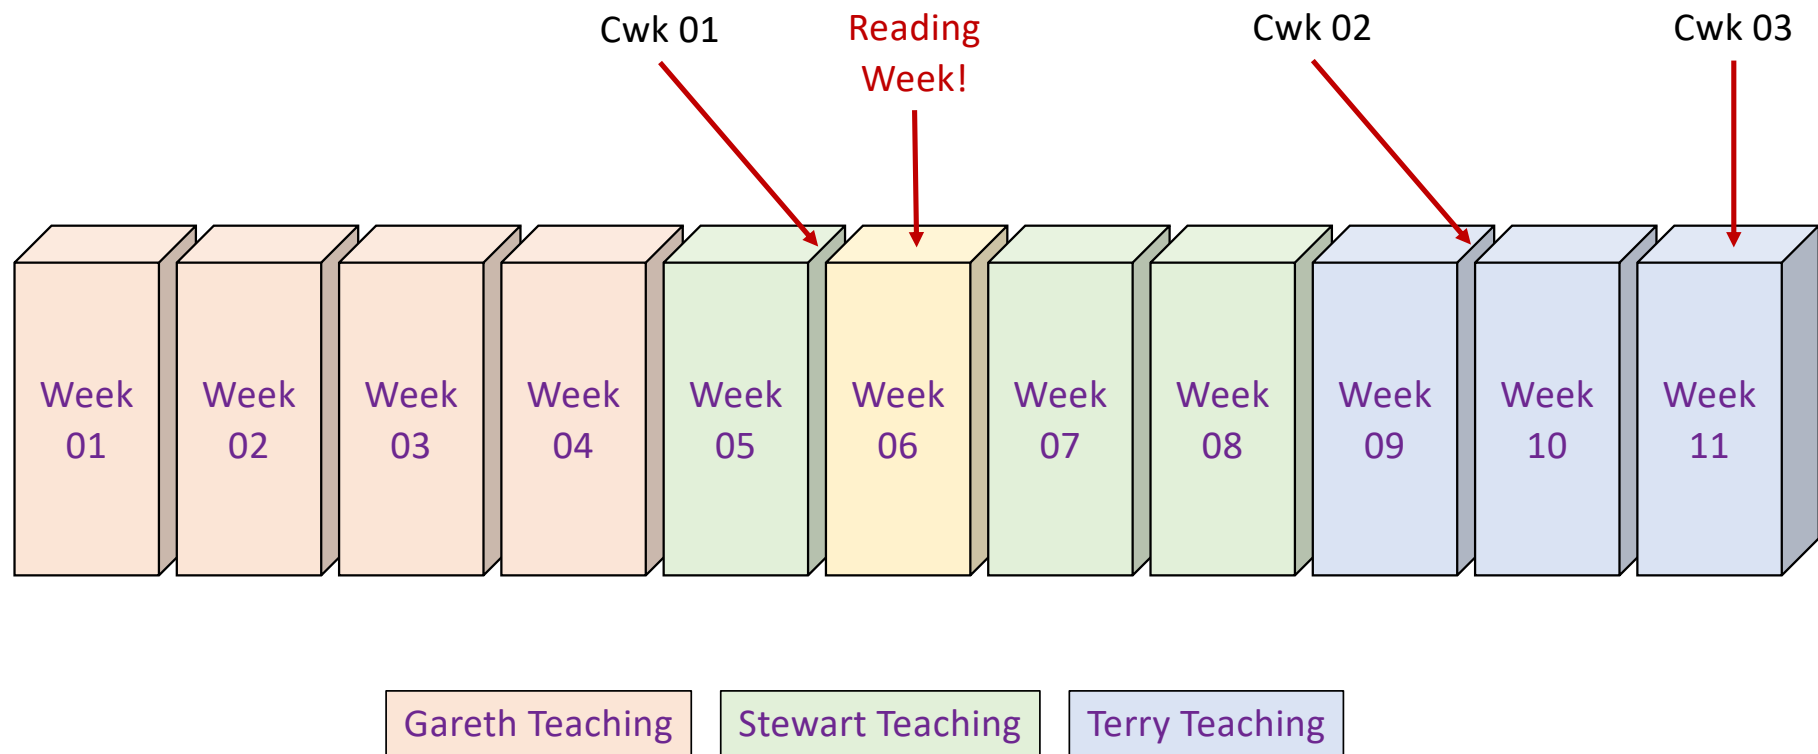 Cwk 01
Reading
Week!
Cwk 02
Cwk 03
Week
01
Week
02
Week
03
Week
04
Week
05
Week
06
Week
07
Week
08
Week
09
Week
10
Week
11
Gareth Teaching
Stewart Teaching
Terry Teaching